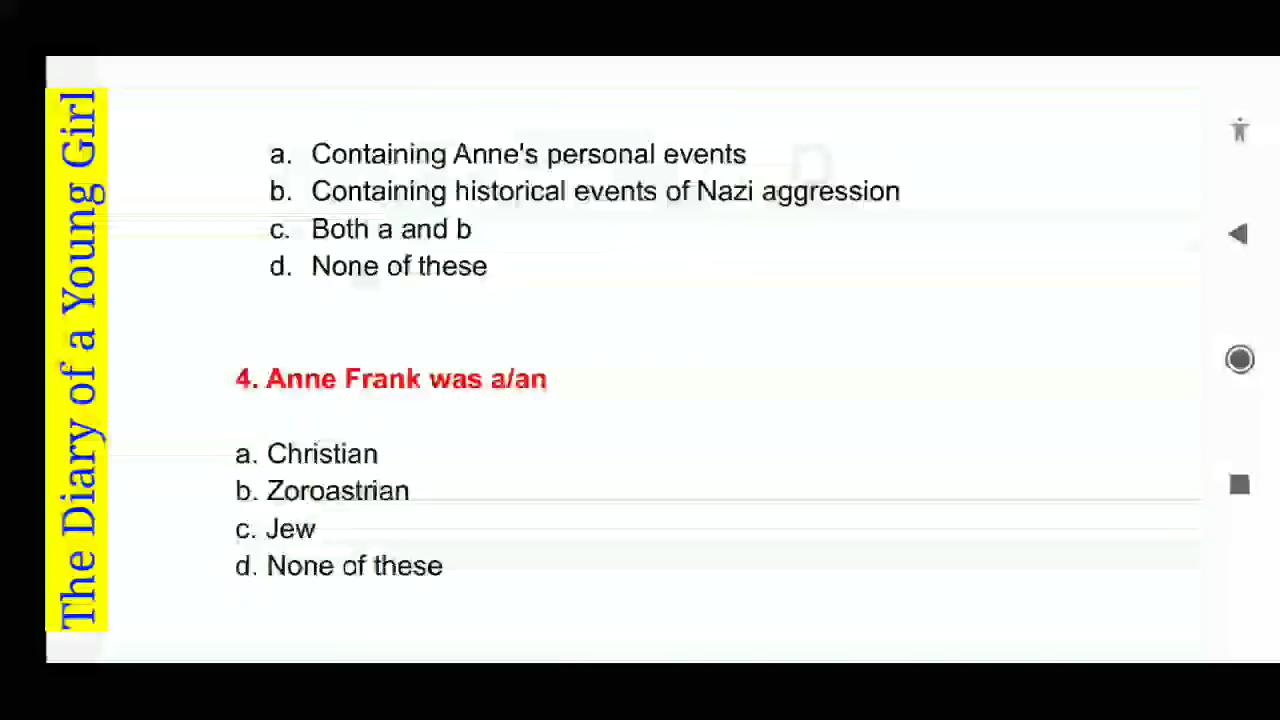 The Diary of a Young Girl
a. Containing Anne's personal events
b. Containing historical events of Nazi aggression
c. Both a and b
d. None of these
4. Anne Frank was a/an
a. Christian
b. Zoroastrian
c. Jew
d. None of these